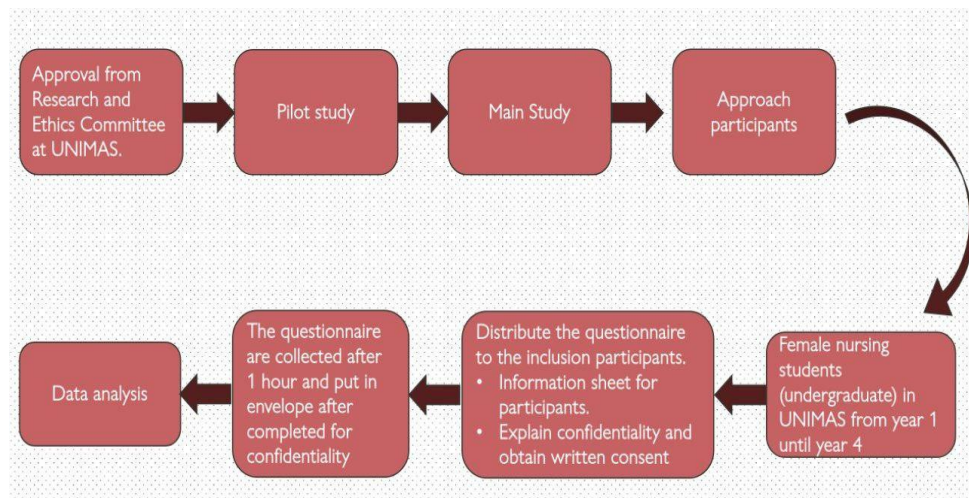 Approval from
Research and
Ethics Committee
at UNIMAS.
Pilot study
Main Study
Approach
participants
Female nursing
students
(undergraduate) in
UNIMAS from year 1
until year 4
Distribute the questionnaire
to the inclusion participants.
• Information sheet for
participants.
• Explain confidentiality and
obtain written consent
The questionnaire
are collected after
1 hour and put in
envelope after
completed for
confidentiality
Data analysis